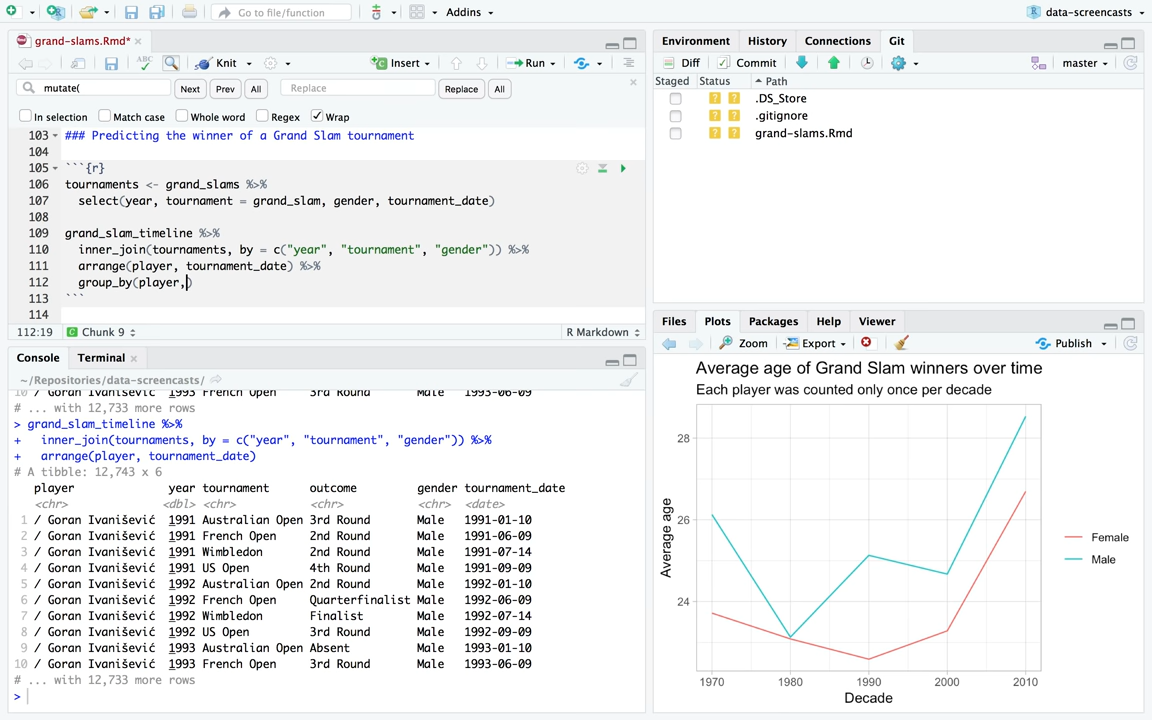 Go to file/function
Addins
data-screencasts
grand-slams.Rmd*
ABC
Knit
Insert
Run
mutate(
Next
Prev
All
Replace
Replace
All
In selection
Match case
Whole word
Regex
Wrap
103 ### Predicting the winner of a Grand Slam tournament
104
105 ```{r}
106 tournaments <- grand_slams %>%
107 select(year, tournament = grand_slam, gender, tournament_date)
108
109 grand_slam_timeline %>%
110 inner_join(tournaments, by = c("year", "tournament", "gender")) %>%
111 arrange(player, tournament_date) %>%
112 group_by(player,)
113 ```
114
112:19 Chunk 9 R Markdown
Console Terminal
~/Repositories/data-screencasts/
10 / Goran Ivanišević 1993 French Open 3rd Round Male 1993-06-09
# ... with 12,733 more rows
> grand_slam_timeline %>%
+ inner_join(tournaments, by = c("year", "tournament", "gender")) %>%
+ arrange(player, tournament_date)
# A tibble: 12,743 x 6
player year tournament outcome gender tournament_date
<chr> <dbl> <chr> <chr> <chr> <date>
1 / Goran Ivanišević 1991 Australian Open 3rd Round Male 1991-01-10
2 / Goran Ivanišević 1991 French Open 2nd Round Male 1991-06-09
3 / Goran Ivanišević 1991 Wimbledon 2nd Round Male 1991-07-14
4 / Goran Ivanišević 1991 US Open 4th Round Male 1991-09-09
5 / Goran Ivanišević 1992 Australian Open 2nd Round Male 1992-01-10
6 / Goran Ivanišević 1992 French Open Quarterfinalist Male 1992-06-09
7 / Goran Ivanišević 1992 Wimbledon Finalist Male 1992-07-14
8 / Goran Ivanišević 1992 US Open 3rd Round Male 1992-09-09
9 / Goran Ivanišević 1993 Australian Open Absent Male 1993-01-10
10 / Goran Ivanišević 1993 French Open 3rd Round Male 1993-06-09
# ... with 12,733 more rows
>
Environment History Connections Git
Diff Commit master
Staged Status Path
? ? .DS_Store
? ? .gitignore
? ? grand-slams.Rmd
Files Plots Packages Help Viewer
Zoom Export Publish
Average age of Grand Slam winners over time
Each player was counted only once per decade
28
26
24
Average age
1970 1980 1990 2000 2010
Decade
Female
Male